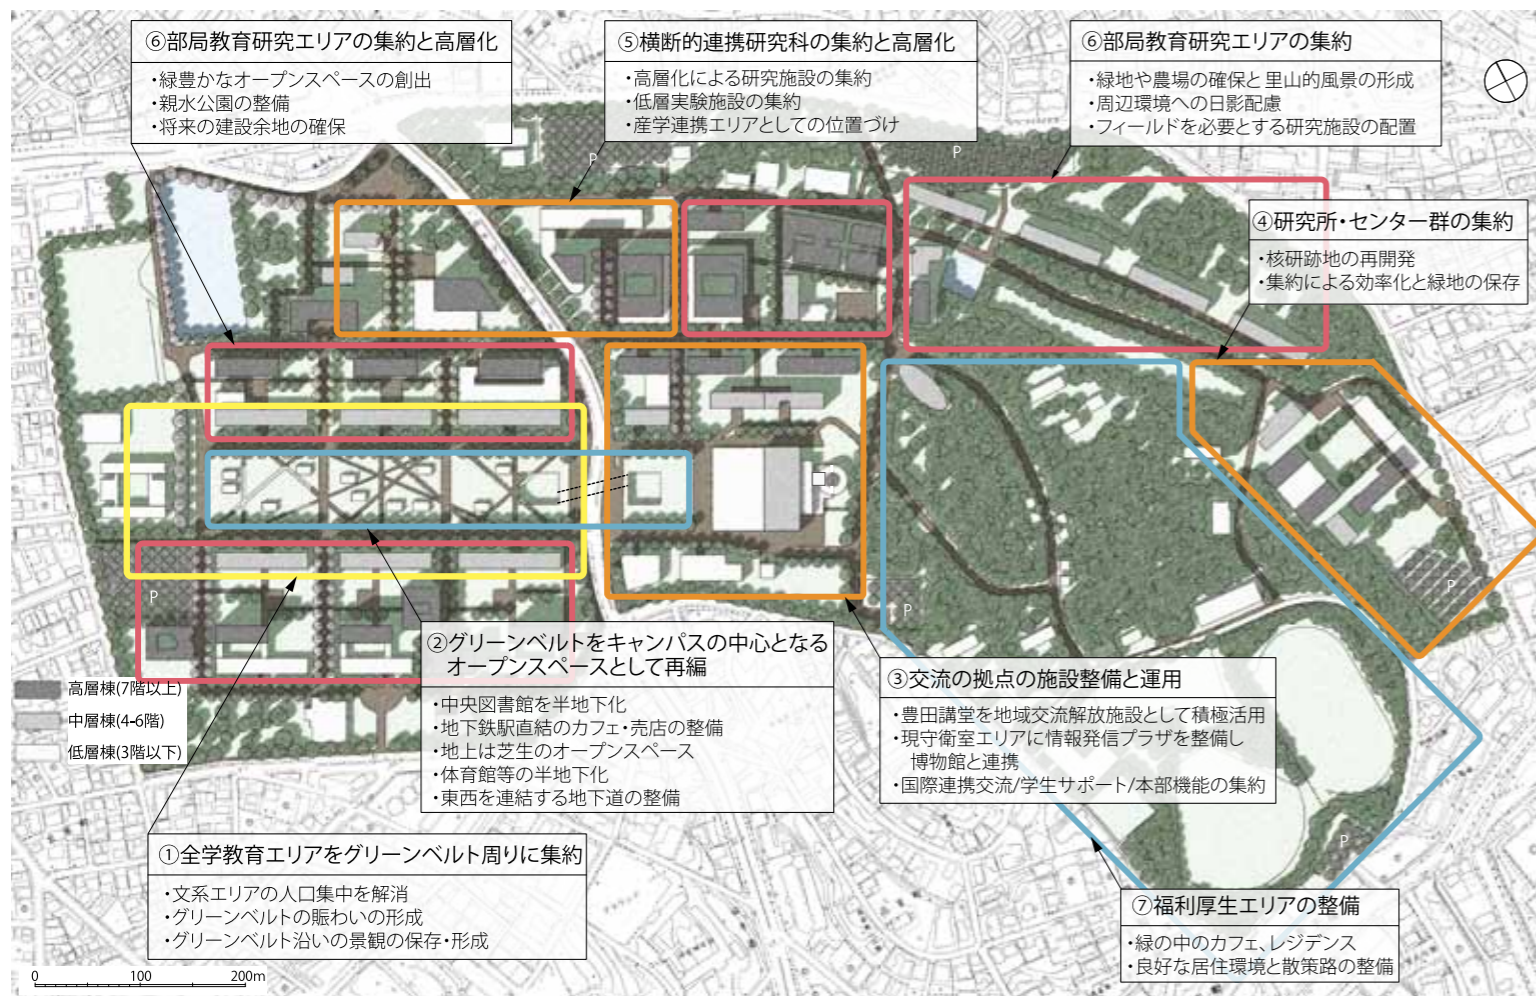 ⑥部局教育研究エリアの集約と高層化
・緑豊かなオープンスペースの創出
・親水公園の整備
・将来の建設余地の確保
⑤横断的連携研究科の集約と高層化
・高層化による研究施設の集約
・低層実験施設の集約
・産学連携エリアとしての位置づけ
⑥部局教育研究エリアの集約
・緑地や農場の確保と里山的風景の形成
・周辺環境への日影配慮
・フィールドを必要とする研究施設の配置
④研究所・センター群の集約
・核研跡地の再開発
・集約による効率化と緑地の保存
P
P
P
P
P
P
高層棟(7階以上)
中層棟(4-6階)
低層棟(3階以下)
②グリーンベルトをキャンパスの中心となる
オープンスペースとして再編
・中央図書館を半地下化
・地下鉄駅直結のカフェ・売店の整備
・地上は芝生のオープンスペース
・体育館等の半地下化
・東西を連結する地下道の整備
③交流の拠点の施設整備と運用
・豊田講堂を地域交流解放施設として積極活用
・現守衛室エリアに情報発信プラザを整備し
博物館と連携
・国際連携交流/学生サポート/本部機能の集約
①全学教育エリアをグリーンベルト周りに集約
・文系エリアの人口集中を解消
・グリーンベルトの賑わいの形成
・グリーンベルト沿いの景観の保存・形成
⑦福利厚生エリアの整備
・緑の中のカフェ、レジデンス
・良好な居住環境と散策路の整備
0 100 200m